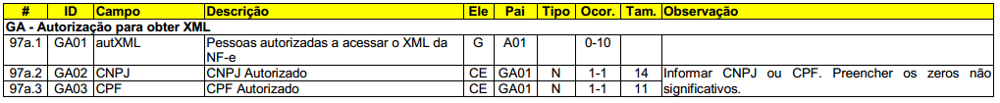 # ID Campo Descrição Ele Pai Tipo Ocor. Tam. Observação
GA - Autorização para obter XML
97a.1 GA01 autXML Pessoas autorizadas a acessar o XML da NF-e G A01 0-10
97a.2 GA02 CNPJ CNPJ Autorizado CE GA01 N 1-1 14 Informar CNPJ ou CPF. Preencher os zeros não
97a.3 GA03 CPF CPF Autorizado CE GA01 N 1-1 11 significativos.